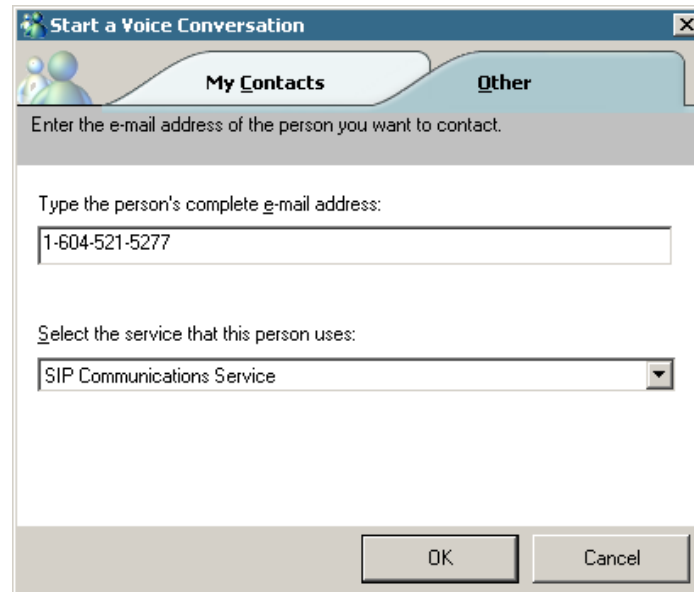 Start a Voice Conversation
My Contacts
Other
Enter the e-mail address of the person you want to contact.
Type the person's complete e-mail address:
1-604-521-5277
Select the service that this person uses:
SIP Communications Service
OK
Cancel